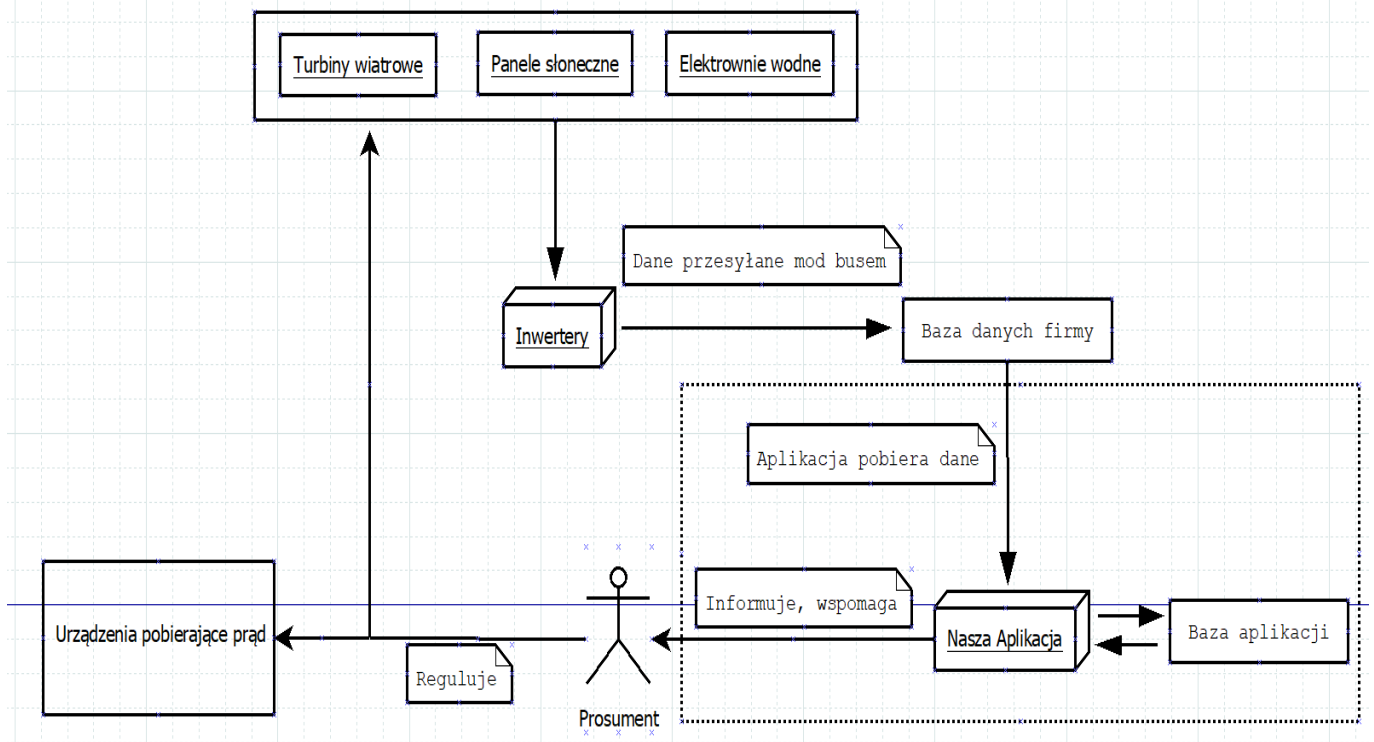 Turbiny wiatrowe
Panele słoneczne
Elektrownie wodne
Dane przesyłane mod busem
Inwertery
Baza danych firmy
Aplikacja pobiera dane
Informuje, wspomaga
Nasza Aplikacja
Baza aplikacji
Urządzenia pobierające prąd
Reguluje
Prosument